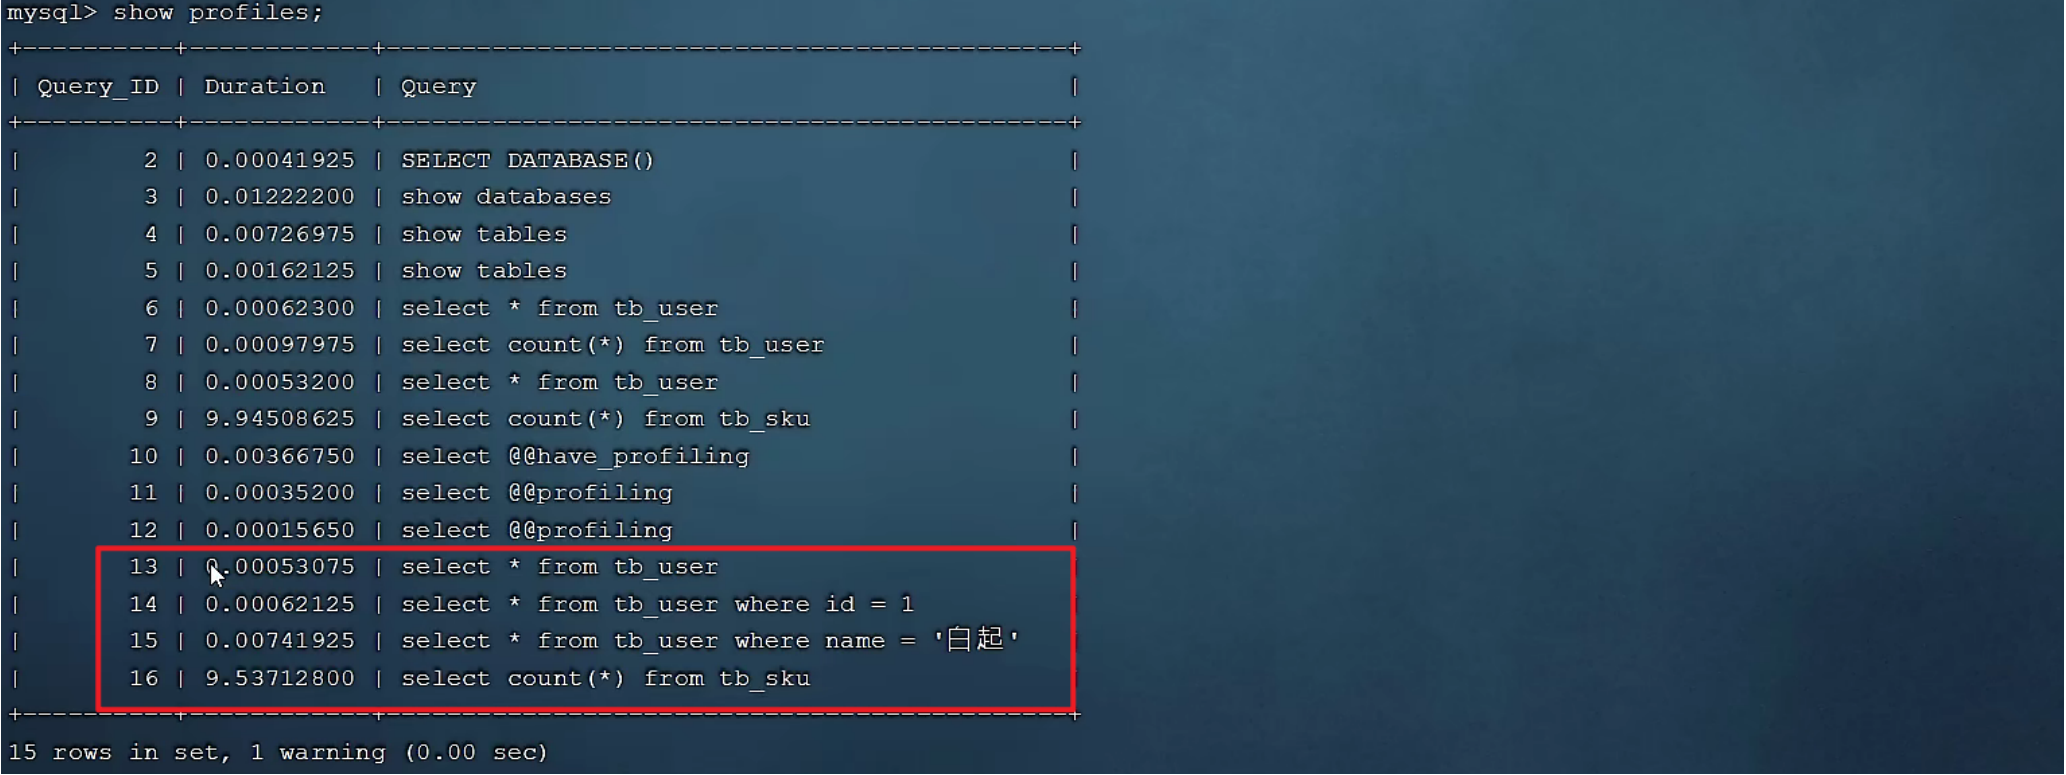 mysql> show profiles;
+----------+------------+---------------------------------------------+
| Query_ID | Duration   | Query                                       |
+----------+------------+---------------------------------------------+
|        2 | 0.00041925 | SELECT DATABASE()                           |
|        3 | 0.01222200 | show databases                              |
|        4 | 0.00726975 | show tables                                 |
|        5 | 0.00162125 | show tables                                 |
|        6 | 0.00062300 | select * from tb_user                       |
|        7 | 0.00097975 | select count(*) from tb_user                |
|        8 | 0.00053200 | select * from tb_user                       |
|        9 | 9.94508625 | select count(*) from tb_sku                 |
|       10 | 0.00366750 | select @@have_profiling                     |
|       11 | 0.00035200 | select @@profiling                          |
|       12 | 0.00015650 | select @@profiling                          |
|       13 | 0.00053075 | select * from tb_user                       |
|       14 | 0.00062125 | select * from tb_user where id = 1          |
|       15 | 0.00741925 | select * from tb_user where name = '白起'   |
|       16 | 9.53712800 | select count(*) from tb_sku                 |
+----------+------------+---------------------------------------------+
15 rows in set, 1 warning (0.00 sec)